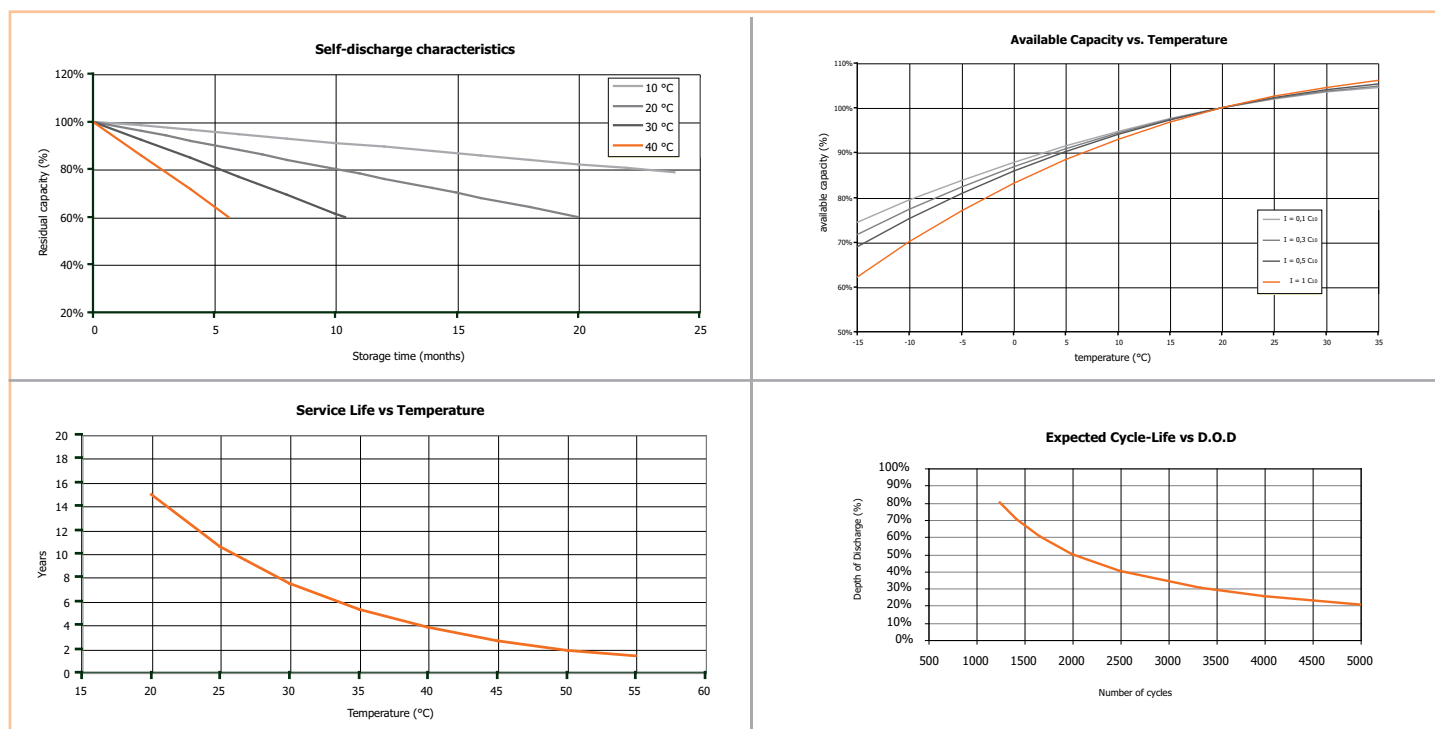 Self-discharge characteristics
120%
100%
80%
60%
40%
20%
Residual capacity (%)
0 5 10 15 20 25
Storage time (months)
10 °C
20 °C
30 °C
40 °C
Available Capacity vs. Temperature
110%
100%
90%
80%
70%
60%
50%
available capacity (%)
-15 -10 -5 0 5 10 15 20 25 30 35
temperature (°C)
I = 0,1 C₁₀
I = 0,3 C₁₀
I = 0,5 C₁₀
I = 1 C₁₀
Service Life vs Temperature
20
18
16
14
12
10
8
6
4
2
0
Years
15 20 25 30 35 40 45 50 55 60
Temperature (°C)
Expected Cycle-Life vs D.O.D
100%
90%
80%
70%
60%
50%
40%
30%
20%
10%
0%
Depth of Discharge (%)
500 1000 1500 2000 2500 3000 3500 4000 4500 5000
Number of cycles